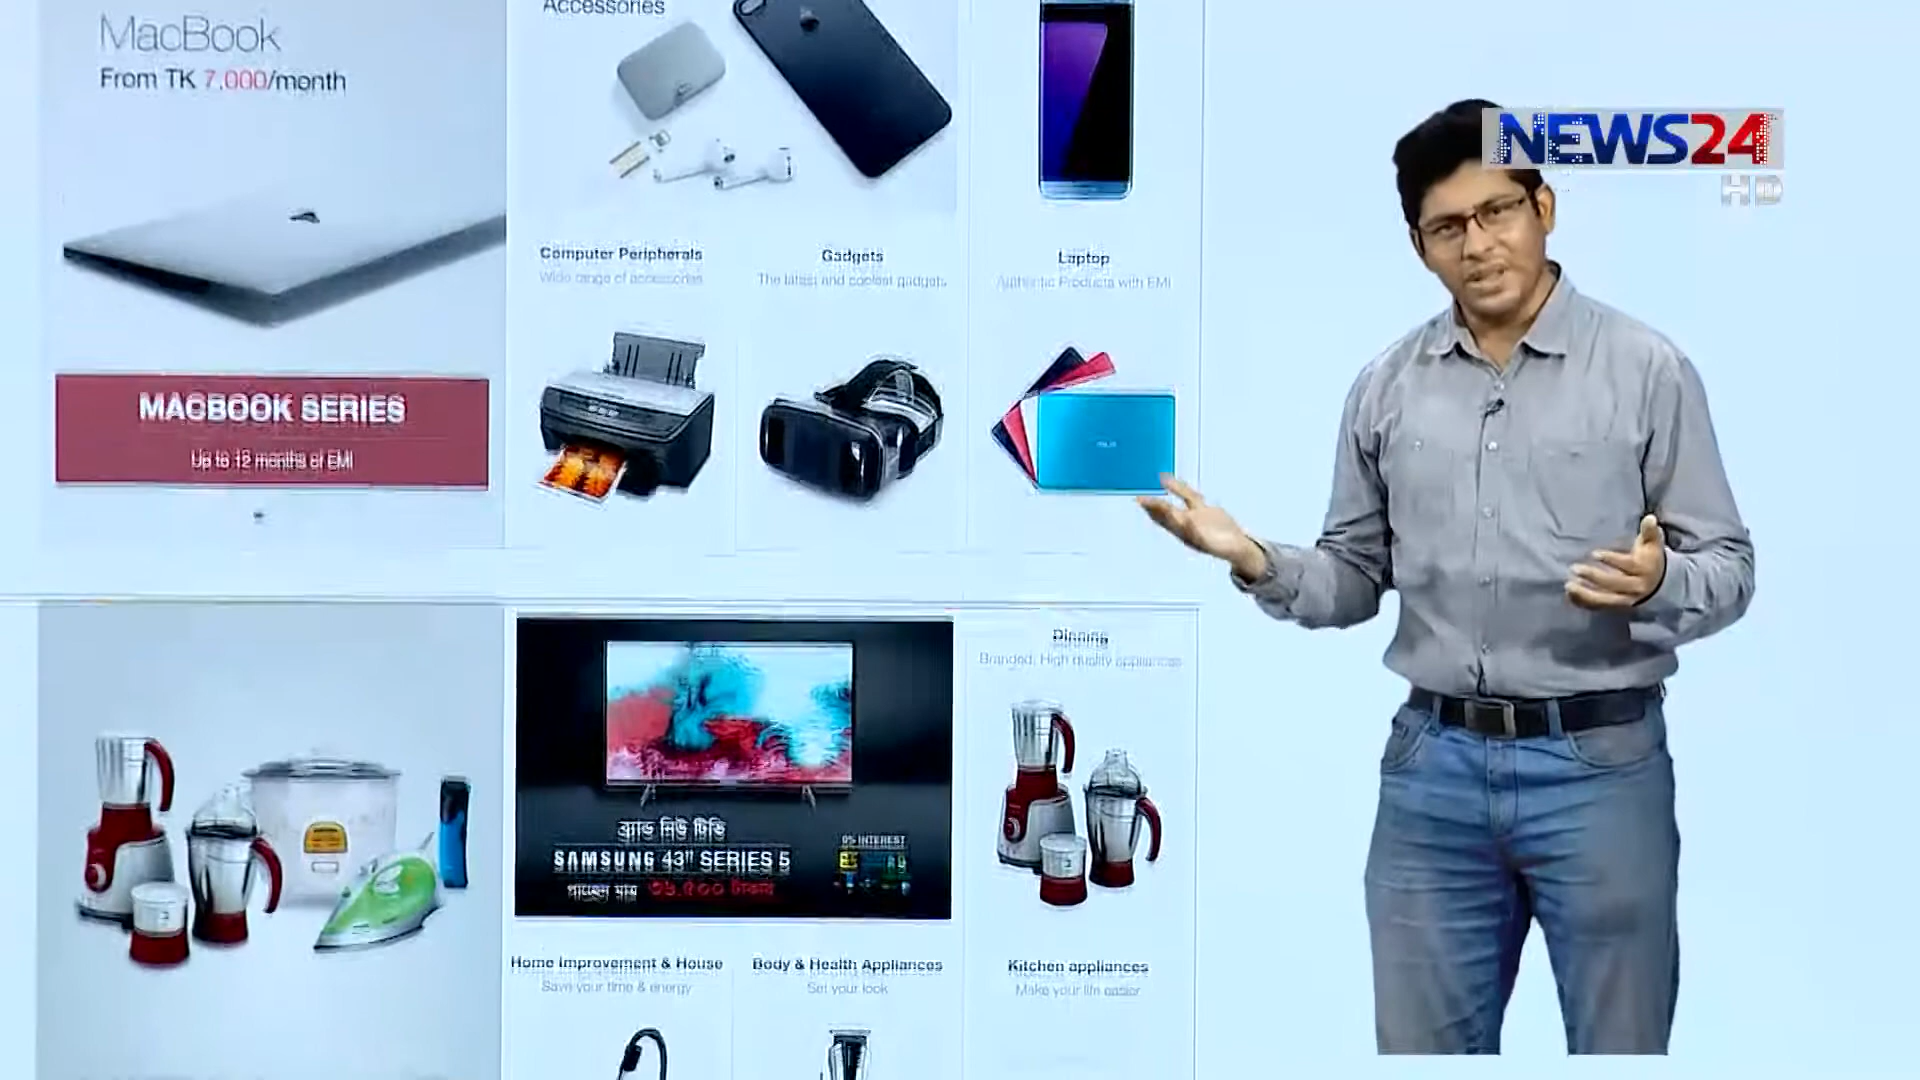 MacBook
From TK 7,000/month
MACBOOK SERIES
Up to 12 months of EMI
Accessories
Computer Peripherals
Wide range of accessories
Gadgets
The latest and coolest gadgets
Laptop
Authentic Products with EMI
NEWS24
HD
ব্র্যান্ড নিউ টিভি
SAMSUNG 43" SERIES 5
0% INTEREST
Dinning
Branded, High quality appliances
Home Improvement & House
Save your time & energy
Body & Health Appliances
Set your look
Kitchen appliances
Make your life easier